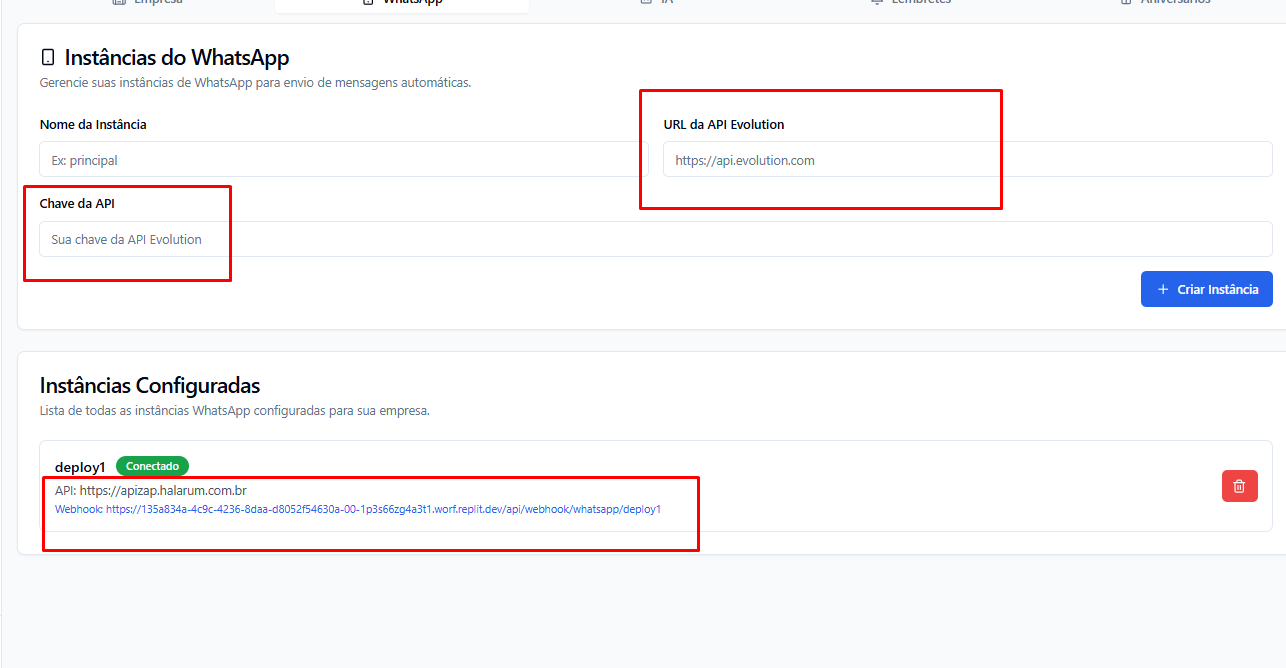 Empresa
WhatsApp
IA
Lembretes
Aniversários
Instâncias do WhatsApp
Gerencie suas instâncias de WhatsApp para envio de mensagens automáticas.
Nome da Instância
URL da API Evolution
Ex: principal
https://api.evolution.com
Chave da API
Sua chave da API Evolution
Criar Instância
Instâncias Configuradas
Lista de todas as instâncias WhatsApp configuradas para sua empresa.
deploy1 Conectado
API: https://apizap.halarum.com.br
Webhook: https://135a834a-4c9c-4236-8daa-d8052f54630a-00-1p3s66zg4a3t1.worf.replit.dev/api/webhook/whatsapp/deploy1